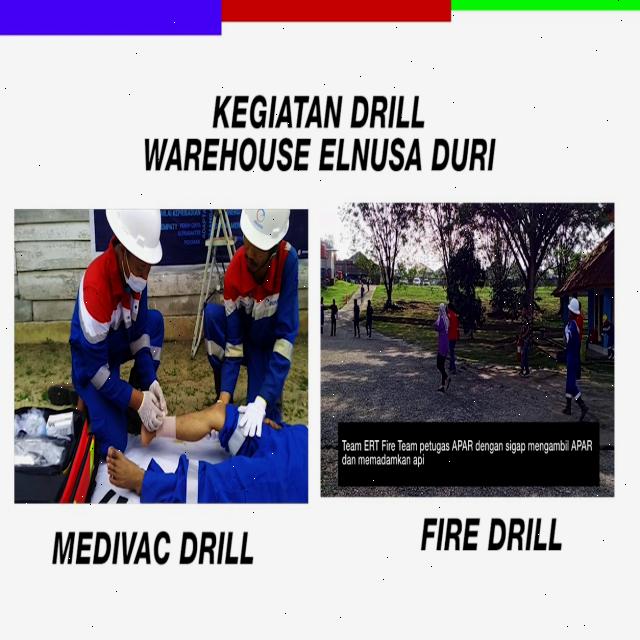 KEGIATAN DRILL
WAREHOUSE ELNUSA DURI
Team ERT Fire Team petugas APAR dengan sigap mengambil APAR
dan memadamkan api
MEDIVAC DRILL
FIRE DRILL